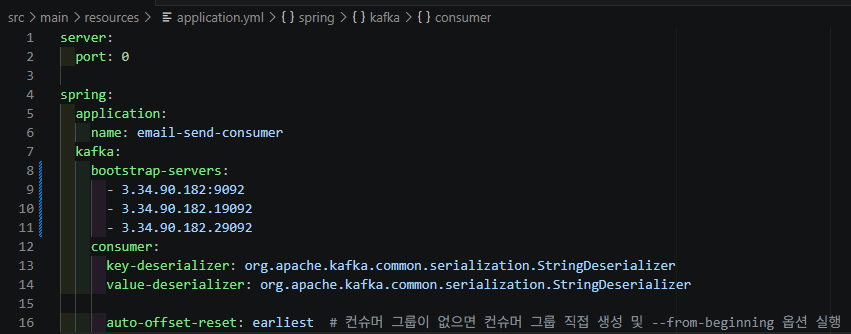 src > main > resources > application.yml > {} spring > {} kafka > {} consumer
1 server:
2   port: 0
3
4 spring:
5   application:
6     name: email-send-consumer
7   kafka:
8     bootstrap-servers:
9       - 3.34.90.182:9092
10       - 3.34.90.182.19092
11       - 3.34.90.182.29092
12     consumer:
13       key-deserializer: org.apache.kafka.common.serialization.StringDeserializer
14       value-deserializer: org.apache.kafka.common.serialization.StringDeserializer
15
16       auto-offset-reset: earliest  # 컨슈머 그룹이 없으면 컨슈머 그룹 직접 생성 및 --from-beginning 옵션 실행